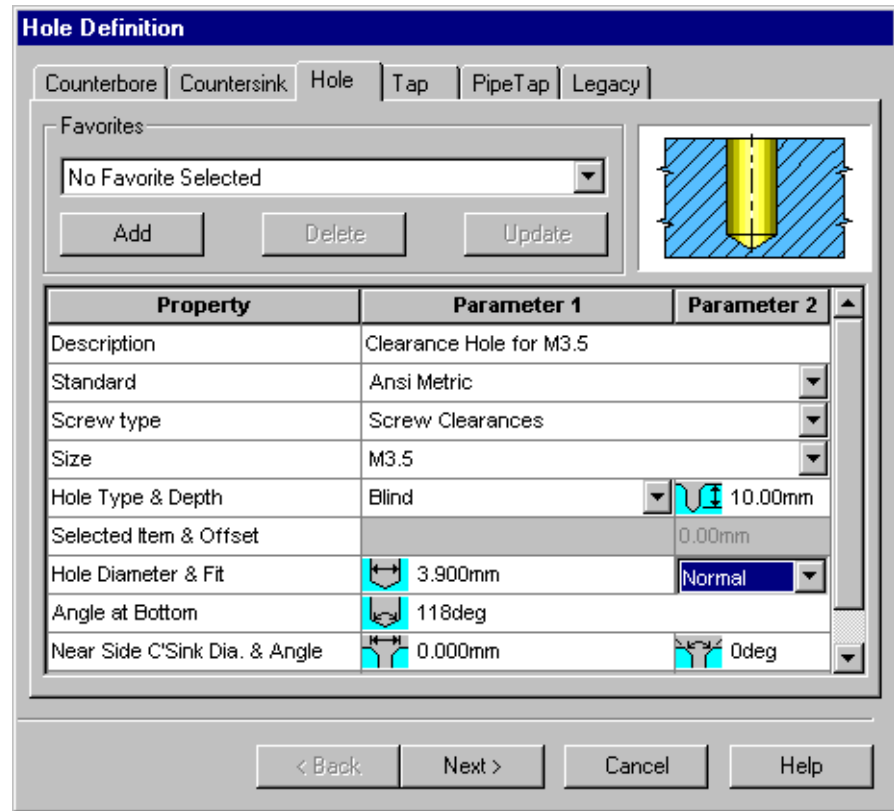 Hole Definition
Counterbore Countersink Hole Tap PipeTap Legacy
Favorites
No Favorite Selected
Add Delete Update
Property Parameter 1 Parameter 2
Description Clearance Hole for M3.5
Standard Ansi Metric
Screw type Screw Clearances
Size M3.5
Hole Type & Depth Blind 10.00mm
Selected Item & Offset 0.00mm
Hole Diameter & Fit 3.900mm Normal
Angle at Bottom 118deg
Near Side C'Sink Dia. & Angle 0.000mm 0deg
< Back Next > Cancel Help